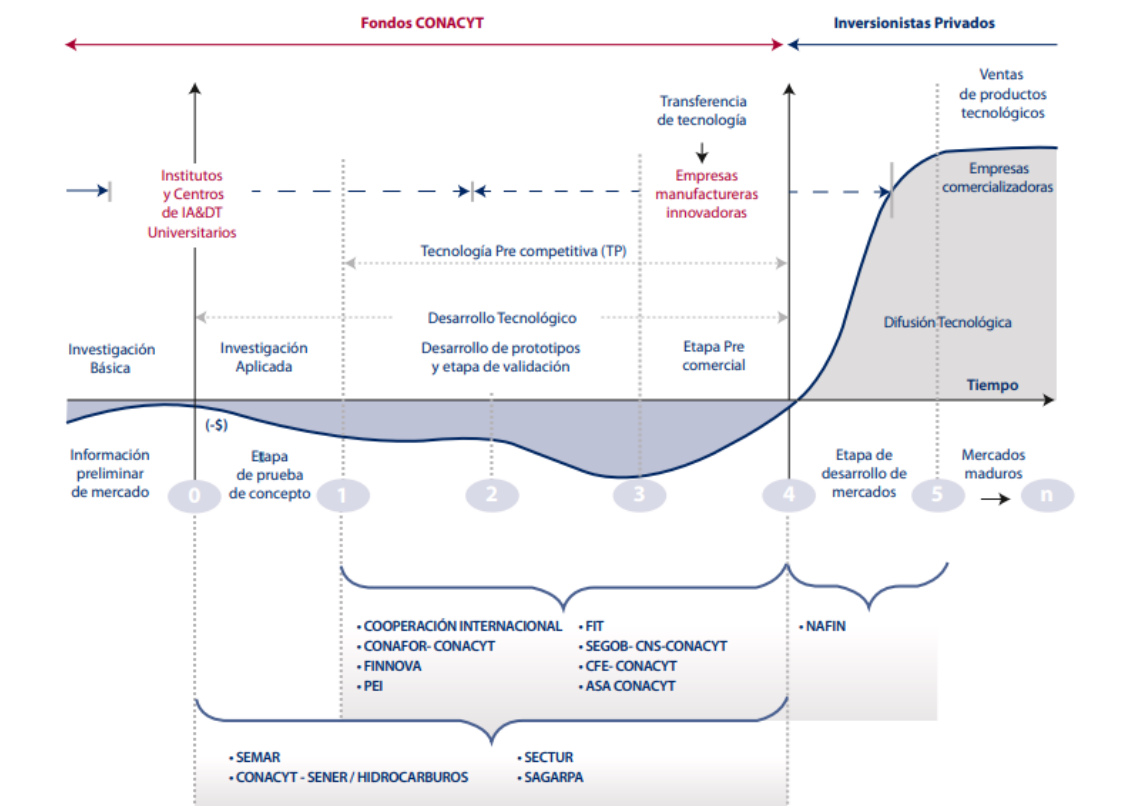 Fondos CONACYT
Inversionistas Privados
Ventas
de productos
tecnológicos
Transferencia
de tecnología
Institutos
y Centros
de IA&DT
Universitarios
Empresas
manufactureras
innovadoras
Empresas
comercializadoras
Tecnología Pre competitiva (TP)
Desarrollo Tecnológico
Difusión Tecnológica
Investigación
Básica
Investigación
Aplicada
Desarrollo de prototipos
y etapa de validación
Etapa Pre
comercial
Tiempo
(-$)
Información
preliminar
de mercado
Etapa
de prueba
de concepto
Etapa de
desarrollo de
mercados
Mercados
maduros
0
1
2
3
4
5
n
• COOPERACIÓN INTERNACIONAL
• CONAFOR- CONACYT
• FINNOVA
• PEI
• FIT
• SEGOB- CNS-CONACYT
• CFE- CONACYT
• ASA CONACYT
• NAFIN
• SEMAR
• CONACYT - SENER / HIDROCARBUROS
• SECTUR
• SAGARPA